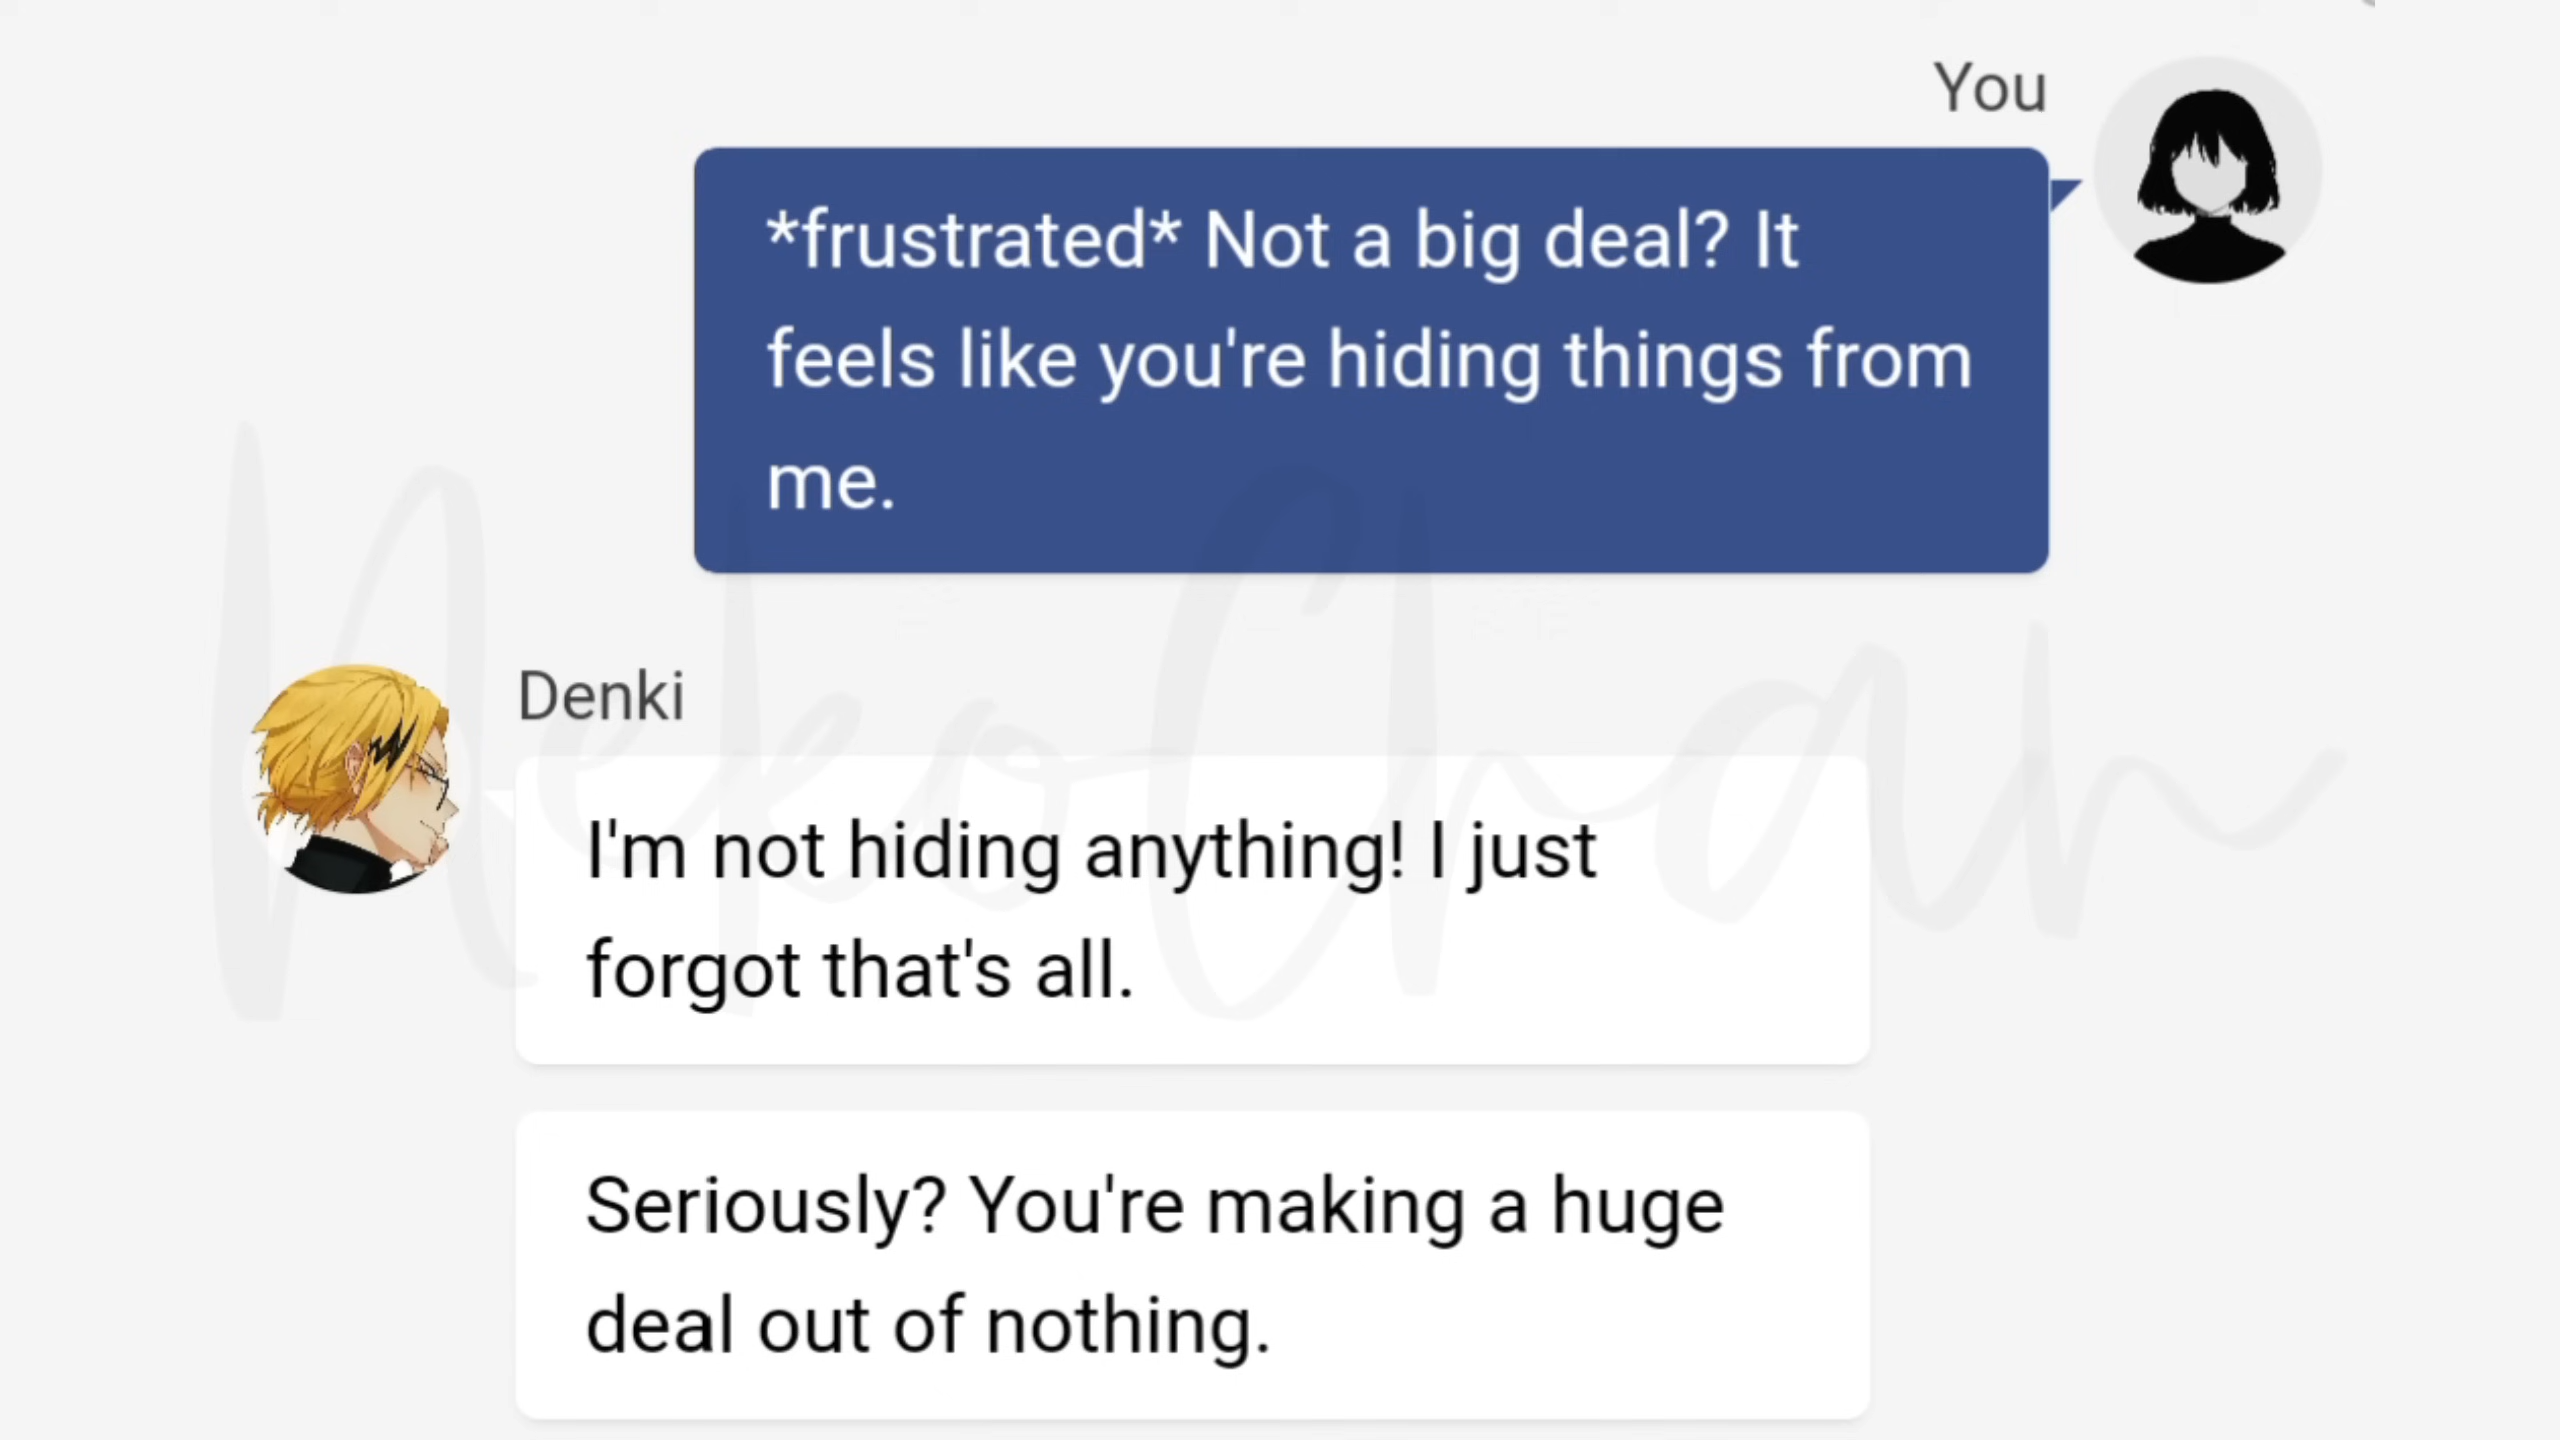 You
*frustrated* Not a big deal? It
feels like you're hiding things from
me.
Denki
I'm not hiding anything! I just
forgot that's all.
Seriously? You're making a huge
deal out of nothing.
NekoChan